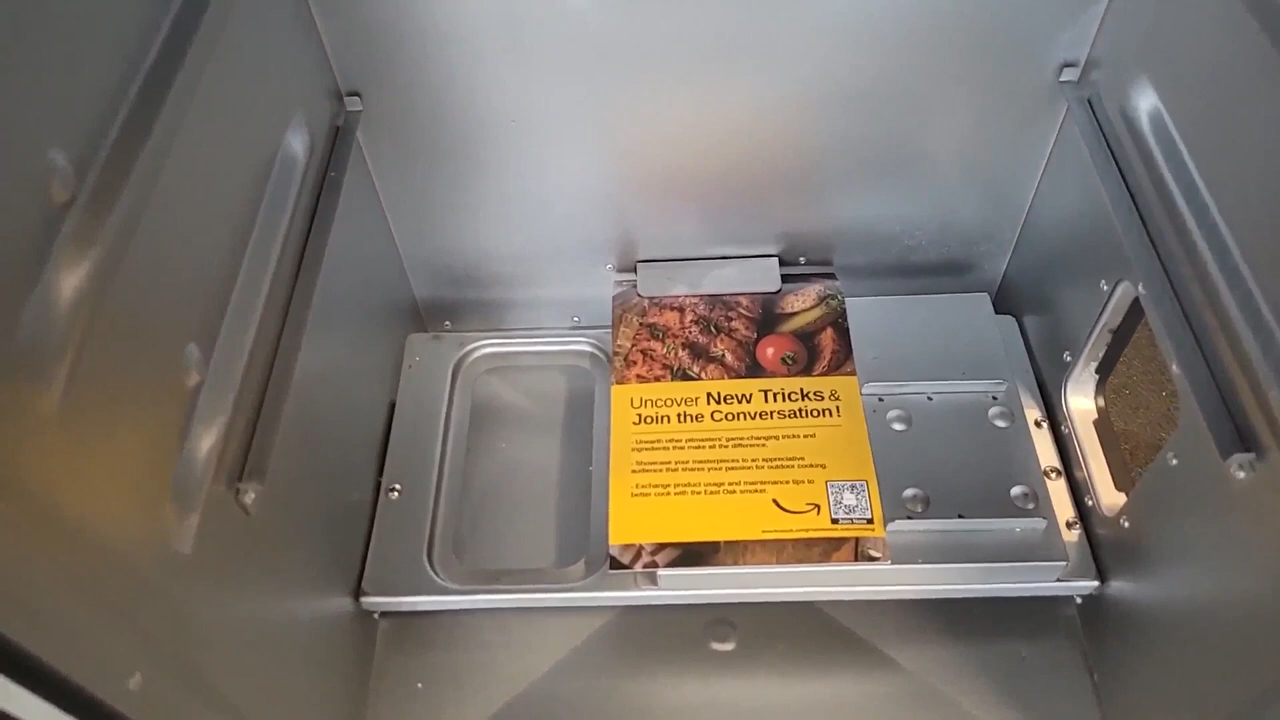 Uncover New Tricks &
Join the Conversation!
- Unearth other pitmasters' game-changing tricks and
ingredients that make all the difference.
- Showcase your masterpieces to an appreciative
audience that shares your passion for outdoor cooking.
- Exchange product usage and maintenance tips to
better cook with the East Oak smoker.
Join Now